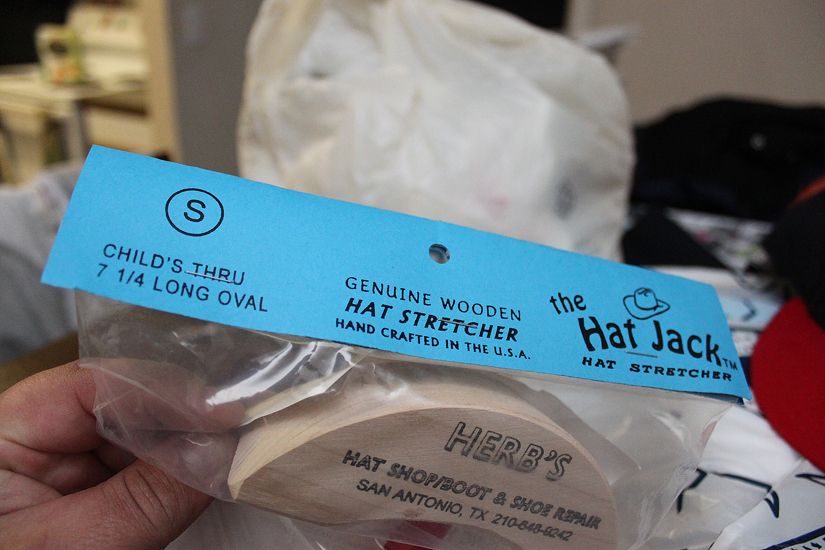 S
CHILD'S THRU
7 1/4 LONG OVAL
GENUINE WOODEN
HAT STRETCHER
HAND CRAFTED IN THE U.S.A.
the
Hat Jack TM
HAT STRETCHER
HERB'S
HAT SHOP/BOOT & SHOE REPAIR
SAN ANTONIO, TX